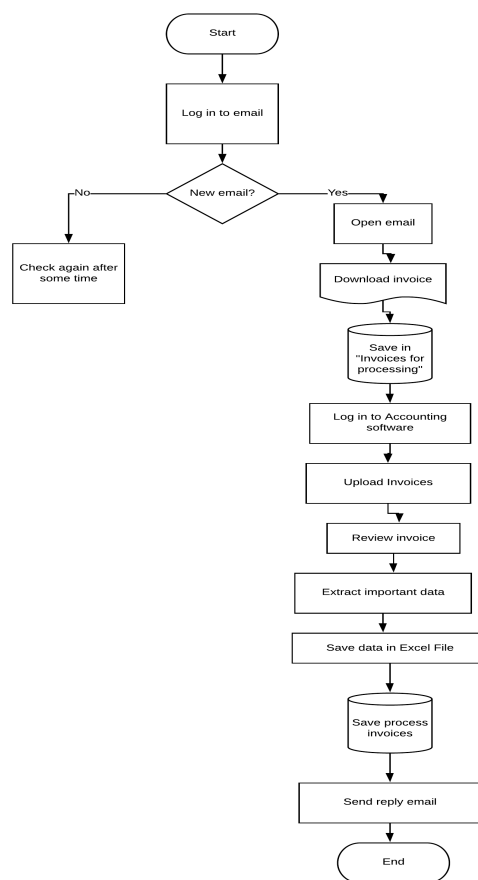 Start
Log in to email
New email?
No
Yes
Open email
Check again after
some time
Download invoice
Save in
"Invoices for
processing"
Log in to Accounting
software
Upload Invoices
Review invoice
Extract important data
Save data in Excel File
Save process
invoices
Send reply email
End